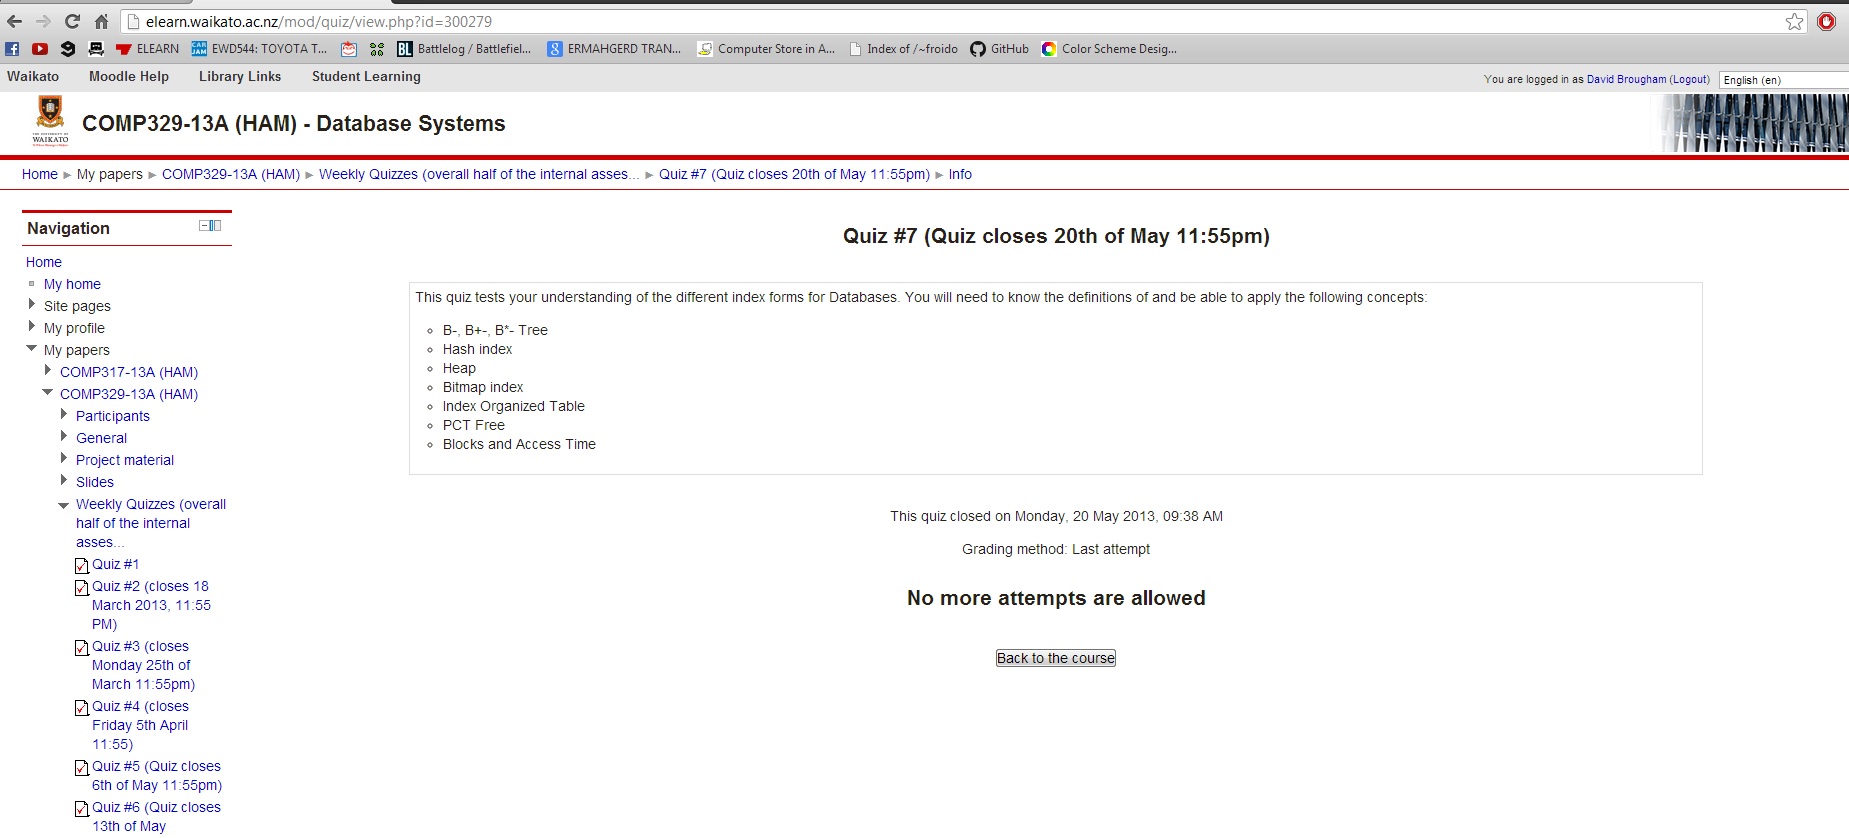 elearn.waikato.ac.nz/mod/quiz/view.php?id=300279
ELEARN EWD544: TOYOTA T... Battlelog / Battlefiel... ERMAHGERD TRAN... Computer Store in A... Index of /~froido GitHub Color Scheme Desig...
Waikato Moodle Help Library Links Student Learning
You are logged in as David Brougham (Logout) English (en)
WAIKATO
COMP329-13A (HAM) - Database Systems
Home ► My papers ► COMP329-13A (HAM) ► Weekly Quizzes (overall half of the internal asses... ► Quiz #7 (Quiz closes 20th of May 11:55pm) ► Info
Navigation
Home
My home
Site pages
My profile
My papers
COMP317-13A (HAM)
COMP329-13A (HAM)
Participants
General
Project material
Slides
Weekly Quizzes (overall
half of the internal
asses...
Quiz #1
Quiz #2 (closes 18
March 2013, 11:55
PM)
Quiz #3 (closes
Monday 25th of
March 11:55pm)
Quiz #4 (closes
Friday 5th April
11:55)
Quiz #5 (Quiz closes
6th of May 11:55pm)
Quiz #6 (Quiz closes
13th of May
Quiz #7 (Quiz closes 20th of May 11:55pm)
This quiz tests your understanding of the different index forms for Databases. You will need to know the definitions of and be able to apply the following concepts:
B-, B+-, B*- Tree
Hash index
Heap
Bitmap index
Index Organized Table
PCT Free
Blocks and Access Time
This quiz closed on Monday, 20 May 2013, 09:38 AM
Grading method: Last attempt
No more attempts are allowed
Back to the course